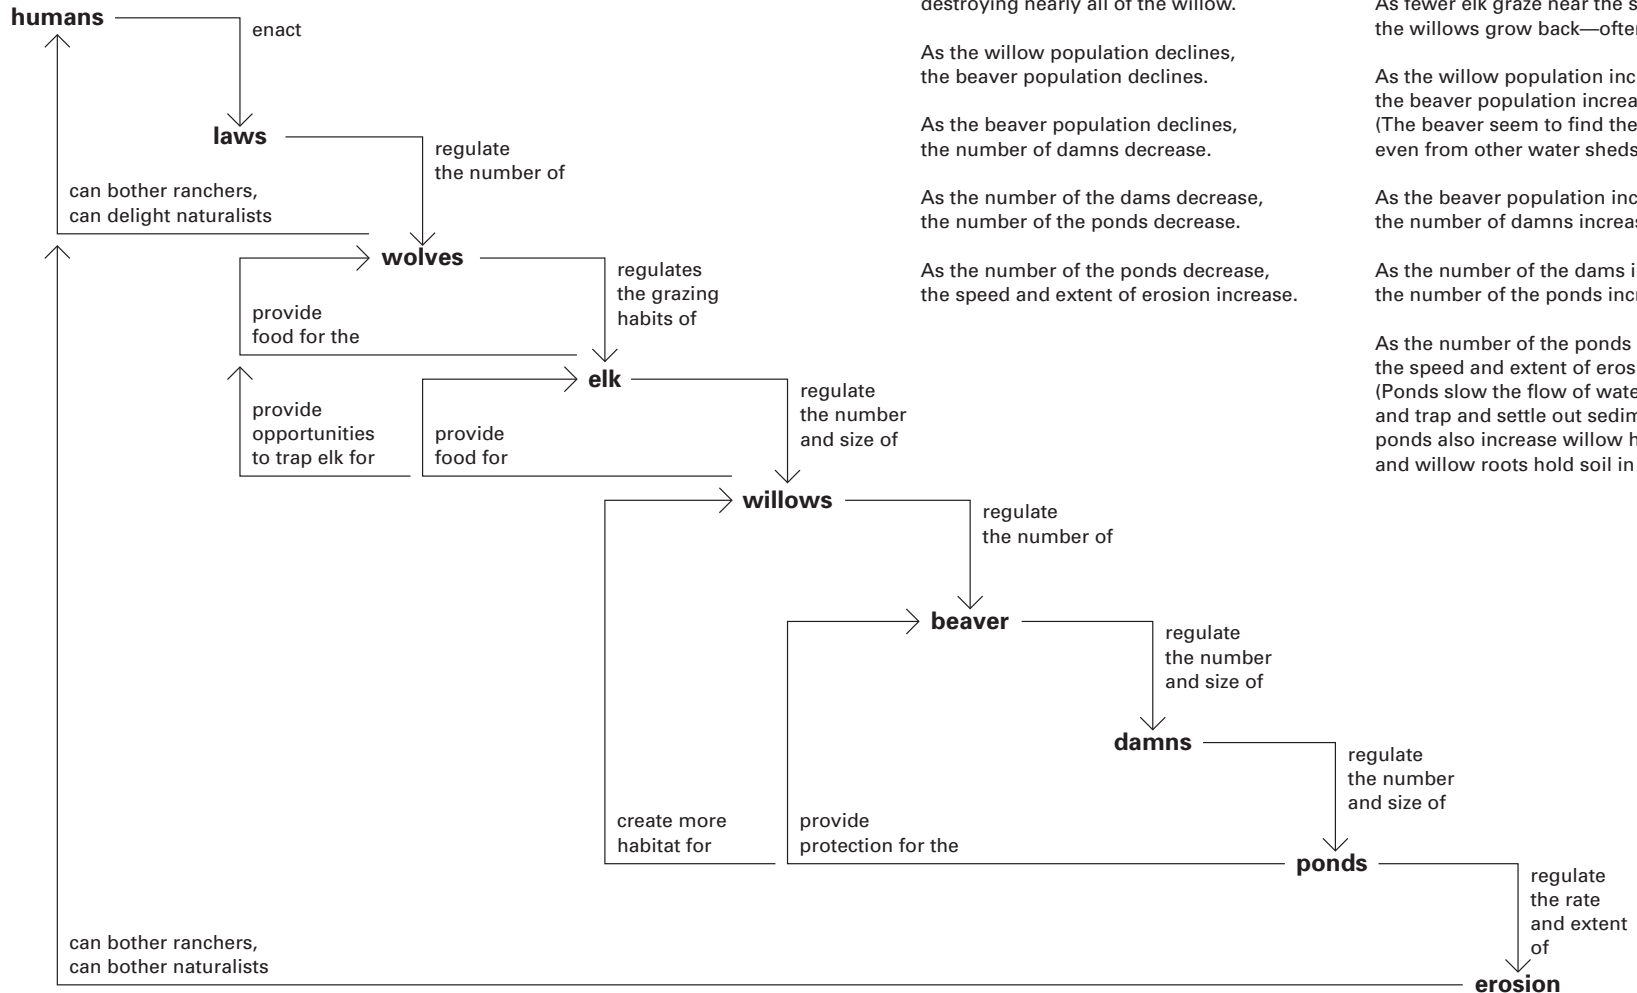 humans
enact
laws
regulate
the number of
can bother ranchers,
can delight naturalists
wolves
regulates
the grazing
habits of
provide
food for the
elk
regulate
the number
and size of
provide
opportunities
to trap elk for
provide
food for
willows
regulate
the number of
beaver
regulate
the number
and size of
damns
regulate
the number
and size of
create more
habitat for
provide
protection for the
ponds
regulate
the rate
and extent
of
can bother ranchers,
can bother naturalists
erosion
destroying nearly all of the willow.
As the willow population declines,
the beaver population declines.
As the beaver population declines,
the number of damns decrease.
As the number of the dams decrease,
the number of the ponds decrease.
As the number of the ponds decrease,
the speed and extent of erosion increase.
As fewer elk graze near the
the willows grow back—
As the willow population
the beaver population
(The beaver seem to find the
even from other water sheds
As the beaver population
the number of damns
As the number of the dams
the number of the ponds
As the number of the ponds
the speed and extent of
(Ponds slow the flow of
and trap and settle out
ponds also increase willow
and willow roots hold soil in